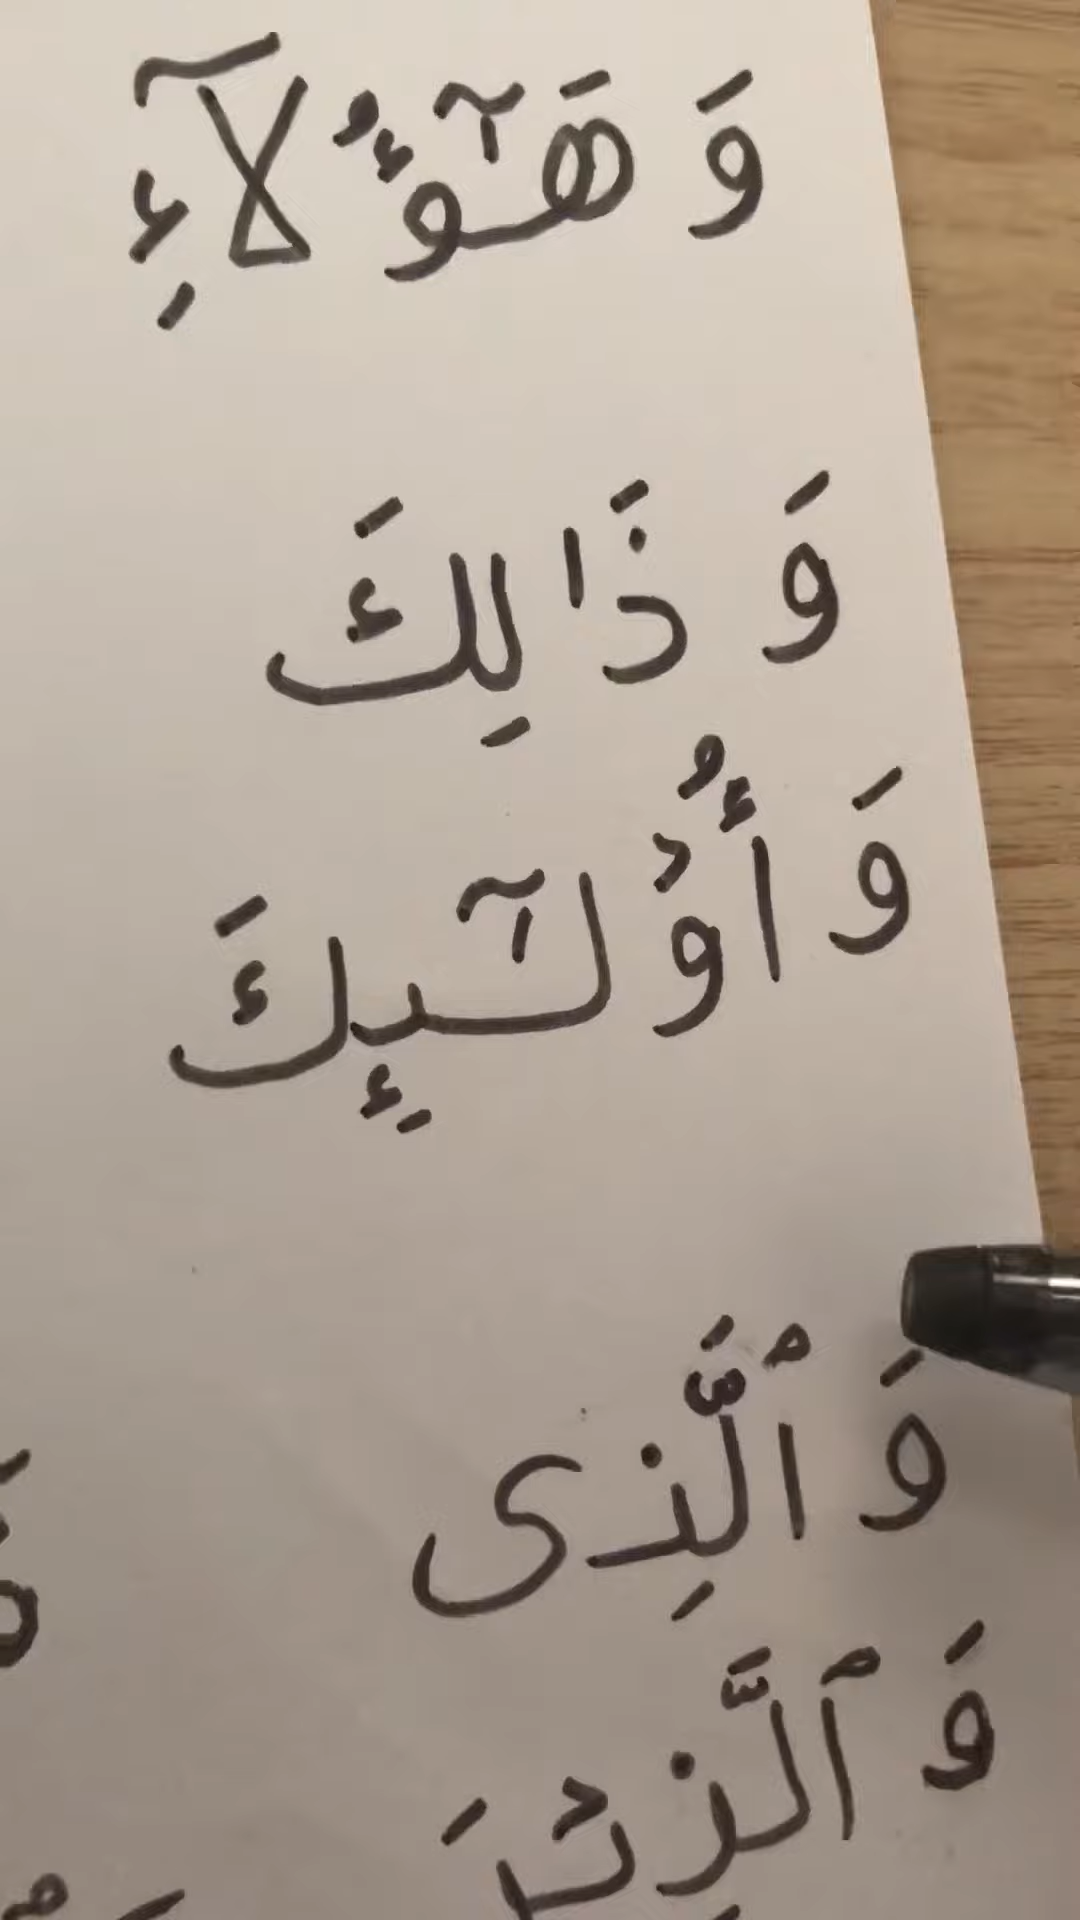 وَ هَـٰٓؤُلَآءِ
وَ ذَا لِكَ
وَ أُوْلَـٰٓئِكَ
وَ ٱلَّذِى